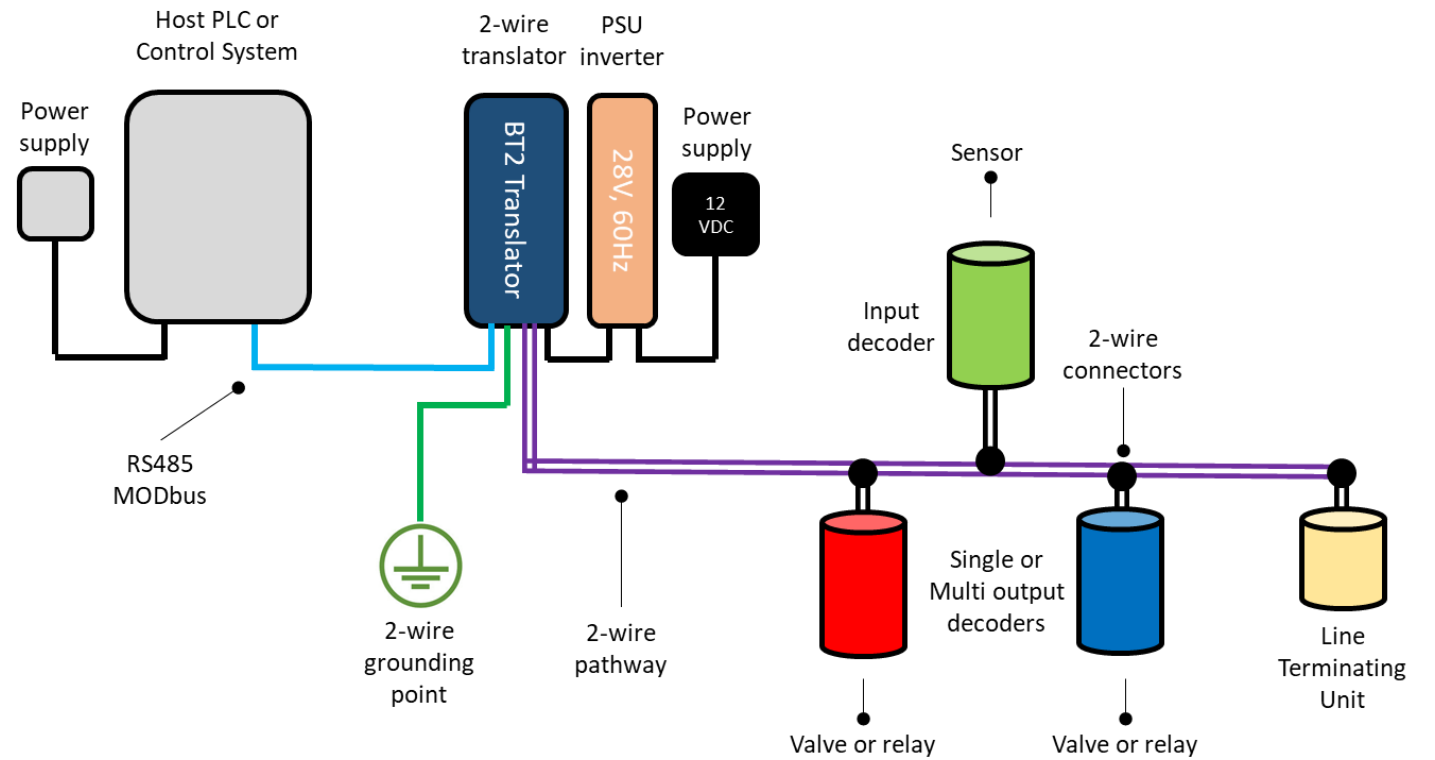 Host PLC or
Control System
2-wire
translator
PSU
inverter
Power
supply
Power
supply
BT2 Translator
28V, 60Hz
12
VDC
Sensor
Input
decoder
2-wire
connectors
RS485
MODbus
Single or
Multi output
decoders
2-wire
grounding
point
2-wire
pathway
Line
Terminating
Unit
Valve or relay
Valve or relay